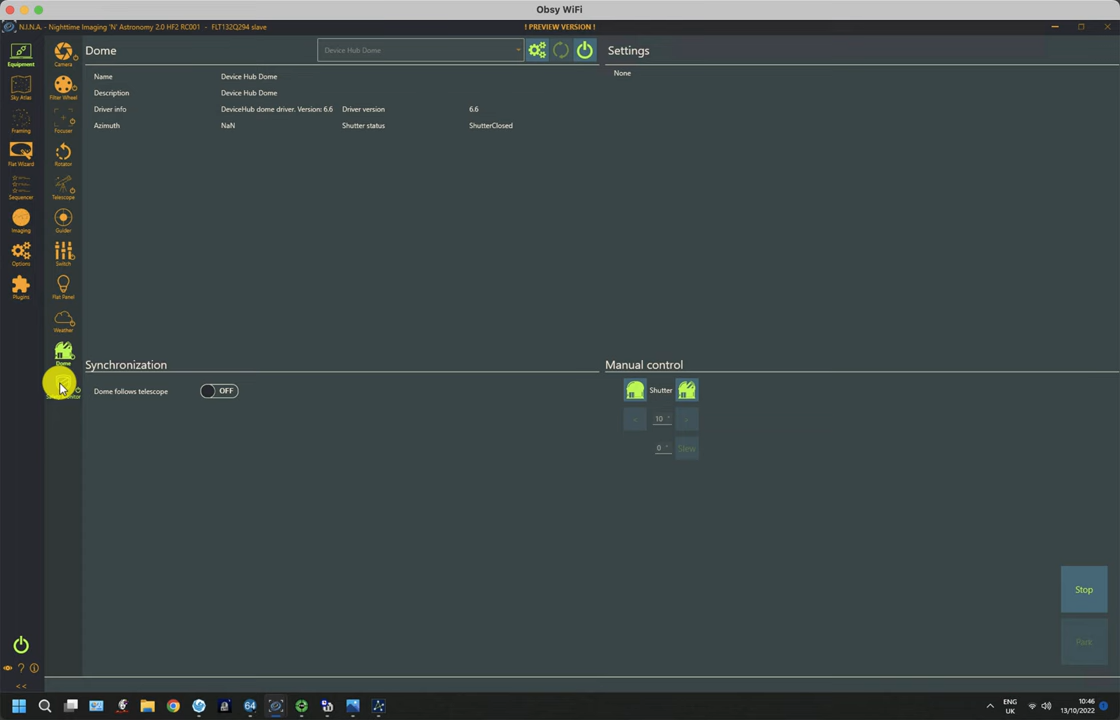 Obsy WiFi
N.I.N.A. - Nighttime Imaging 'N' Astronomy 2.0 HF2 RC001 - FLT132Q294 slave
! PREVIEW VERSION !
Equipment
Sky Atlas
Framing
Flat Wizard
Sequencer
Imaging
Options
Plugins
Camera
Filter Wheel
Focuser
Rotator
Telescope
Guider
Switch
Flat Panel
Weather
Dome
Dome
Device Hub Dome
Name Device Hub Dome
Description Device Hub Dome
Driver info DeviceHub dome driver. Version: 6.6 Driver version 6.6
Azimuth NaN Shutter status ShutterClosed
Settings
None
Synchronization
Dome follows telescope OFF
Manual control
Shutter
10 °
0 ° Slew
Stop
Park
<<
64
ENG
UK
10:46
13/10/2022